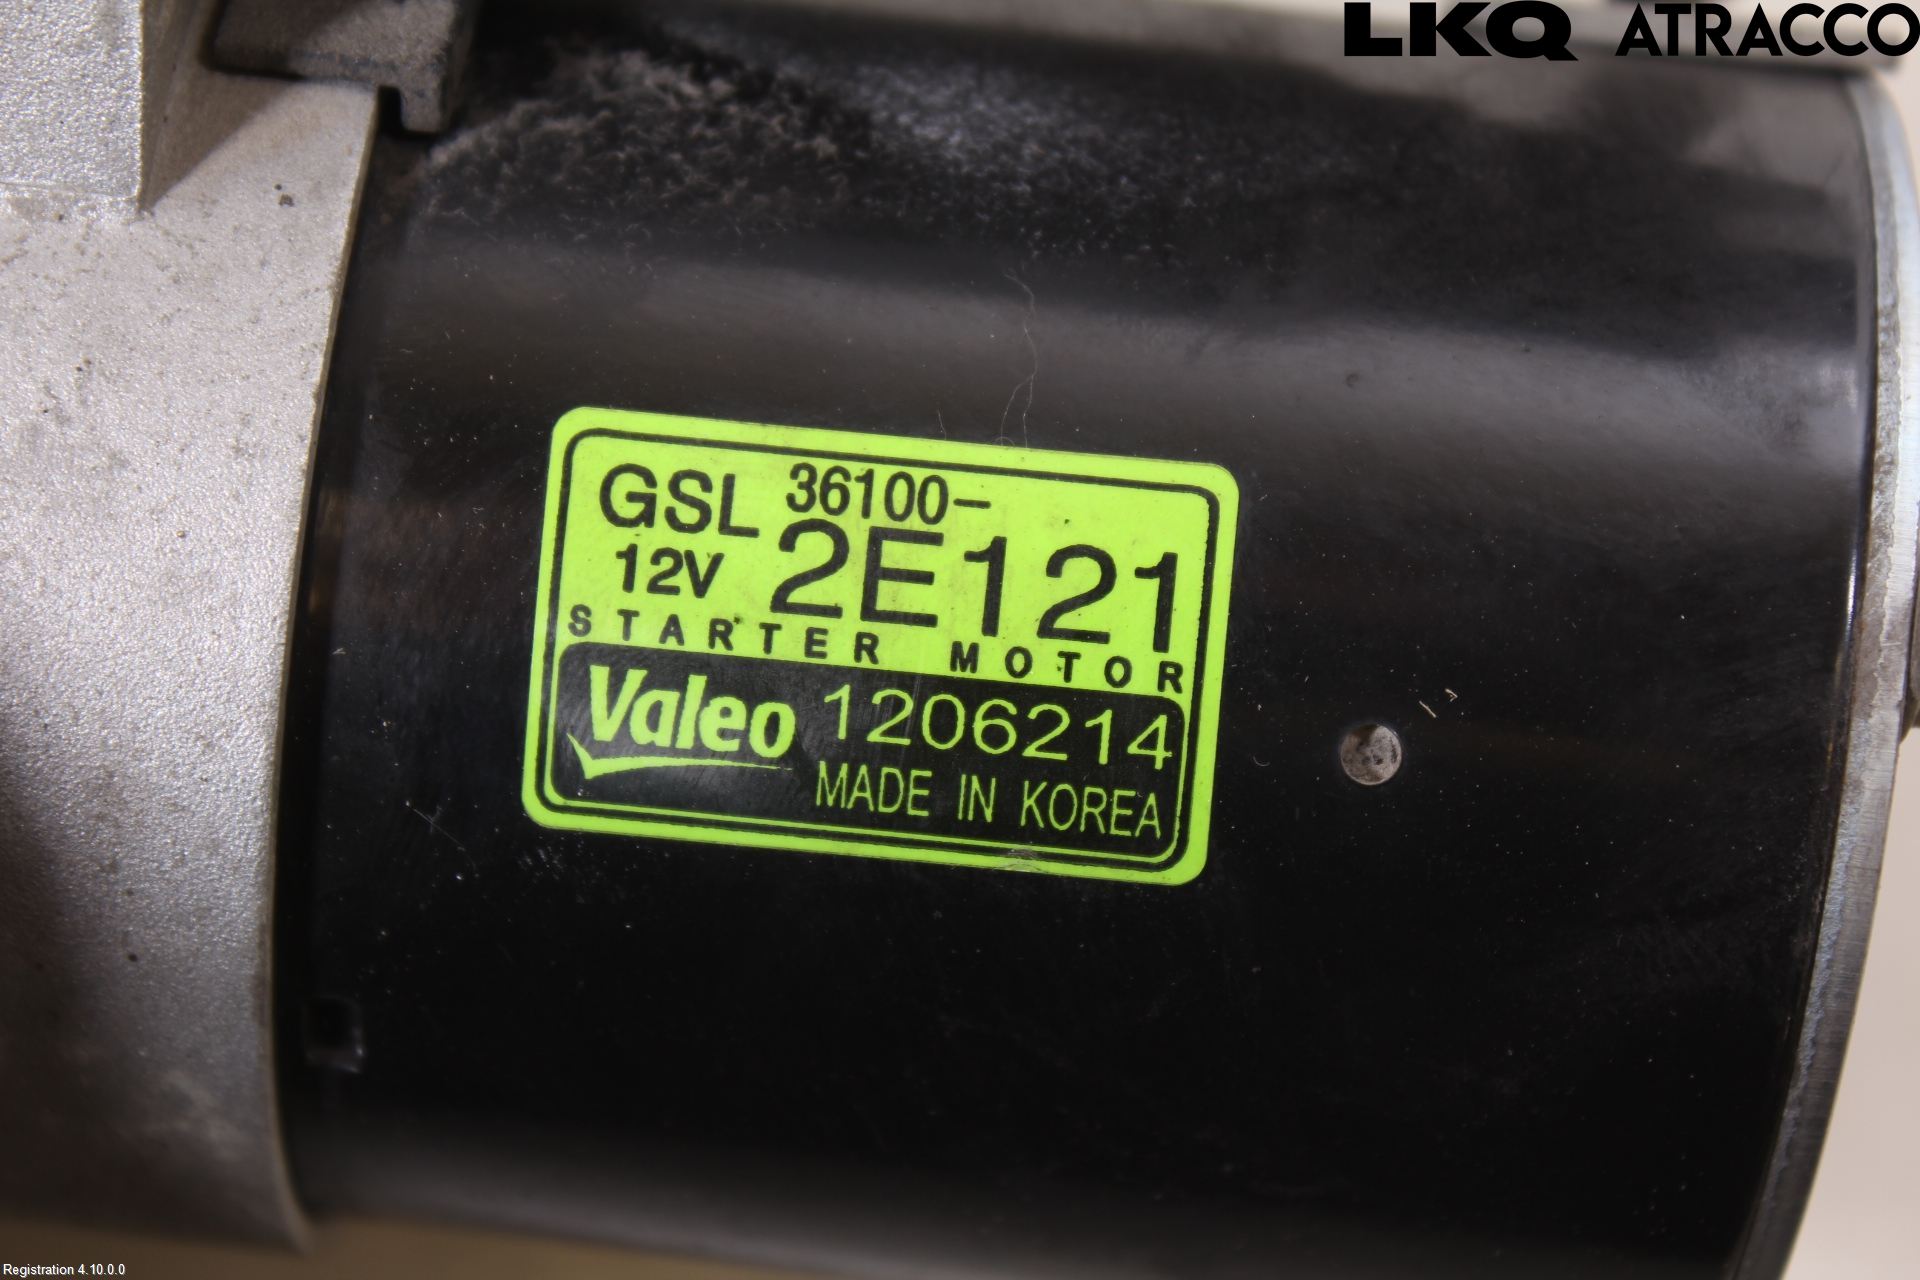 LKQ ATRACCO
GSL 36100-
12V 2E121
STARTER MOTOR
Valeo 1206214
MADE IN KOREA
Registration 4.10.0.0